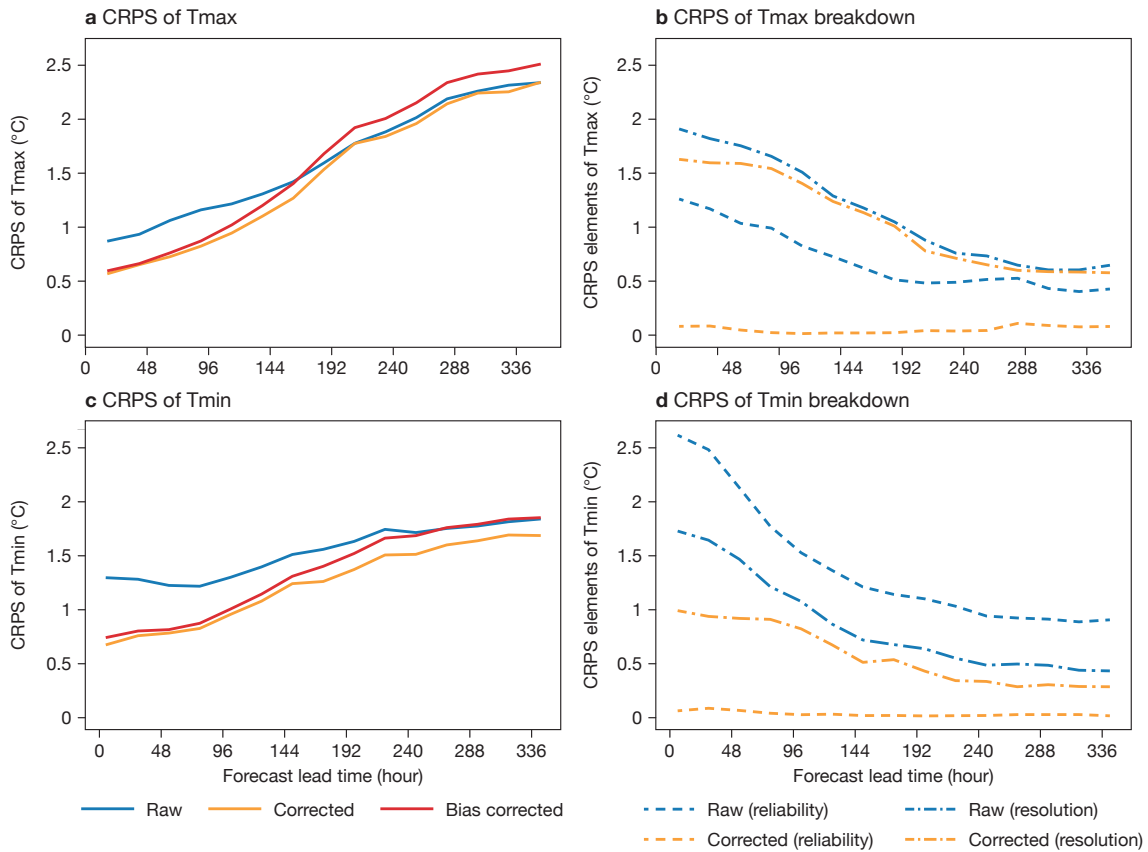 a CRPS of Tmax
CRPS of Tmax (°C)
2.5
2
1.5
1
0.5
0
0 48 96 144 192 240 288 336
b CRPS of Tmax breakdown
CRPS elements of Tmax (°C)
2.5
2
1.5
1
0.5
0
0 48 96 144 192 240 288 336
c CRPS of Tmin
CRPS of Tmin (°C)
2.5
2
1.5
1
0.5
0
0 48 96 144 192 240 288 336
Forecast lead time (hour)
d CRPS of Tmin breakdown
CRPS elements of Tmin (°C)
2.5
2
1.5
1
0.5
0
0 48 96 144 192 240 288 336
Forecast lead time (hour)
Raw Corrected Bias corrected
Raw (reliability) Raw (resolution)
Corrected (reliability) Corrected (resolution)